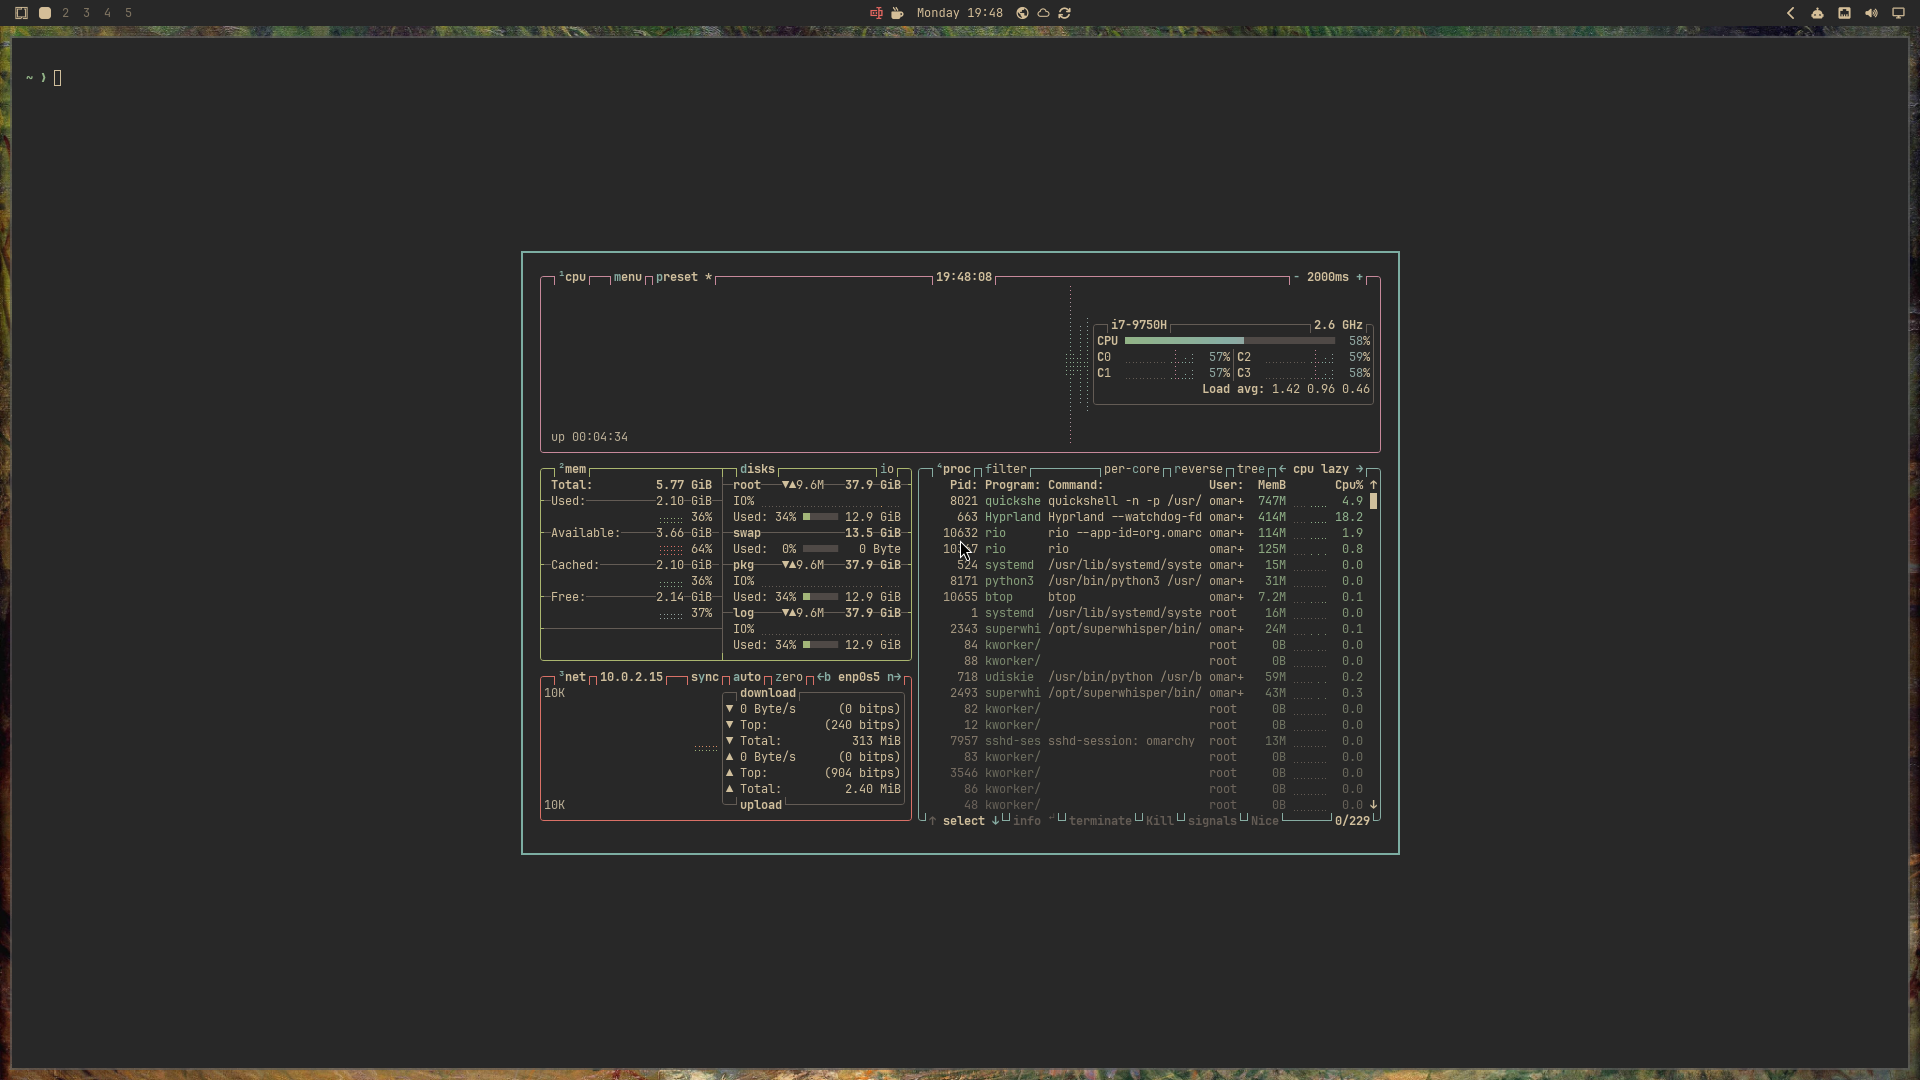 2 3 4 5
Monday 19:48
~ ❯
¹cpu menu preset * 19:48:08 - 2000ms +
i7-9750H 2.6 GHz
CPU 58%
C0 57% C2 59%
C1 57% C3 58%
Load avg: 1.42 0.96 0.46
up 00:04:34
²mem disks io
Total: 5.77 GiB
Used: 2.10 GiB
36%
Available: 3.66 GiB
64%
Cached: 2.10 GiB
36%
Free: 2.14 GiB
37%
root ▼▲9.6M 37.9 GiB
IO%
Used: 34% 12.9 GiB
swap 13.5 GiB
Used: 0% 0 Byte
pkg ▼▲9.6M 37.9 GiB
IO%
Used: 34% 12.9 GiB
log ▼▲9.6M 37.9 GiB
IO%
Used: 34% 12.9 GiB
³net 10.0.2.15 sync auto zero ←b enp0s5 n→
10K
download
▼ 0 Byte/s (0 bitps)
▼ Top: (240 bitps)
▼ Total: 313 MiB
▲ 0 Byte/s (0 bitps)
▲ Top: (904 bitps)
▲ Total: 2.40 MiB
10K
upload
⁴proc filter per-core reverse tree ← cpu lazy →
Pid: Program: Command: User: MemB Cpu% ↑
8021 quickshe quickshell -n -p /usr/ omar+ 747M 4.9
663 Hyprland Hyprland --watchdog-fd omar+ 414M 18.2
10632 rio rio --app-id=org.omarc omar+ 114M 1.9
rio rio omar+ 125M 0.8
524 systemd /usr/lib/systemd/syste omar+ 15M 0.0
8171 python3 /usr/bin/python3 /usr/ omar+ 31M 0.0
10655 btop btop omar+ 7.2M 0.1
1 systemd /usr/lib/systemd/syste root 16M 0.0
2343 superwhi /opt/superwhisper/bin/ omar+ 24M 0.1
84 kworker/ root 0B 0.0
88 kworker/ root 0B 0.0
718 udiskie /usr/bin/python /usr/b omar+ 59M 0.2
2493 superwhi /opt/superwhisper/bin/ omar+ 43M 0.3
82 kworker/ root 0B 0.0
12 kworker/ root 0B 0.0
7957 sshd-ses sshd-session: omarchy root 13M 0.0
83 kworker/ root 0B 0.0
3546 kworker/ root 0B 0.0
86 kworker/ root 0B 0.0
48 kworker/ root 0B 0.0 ↓
↑ select ↓ info terminate Kill signals Nice 0/229